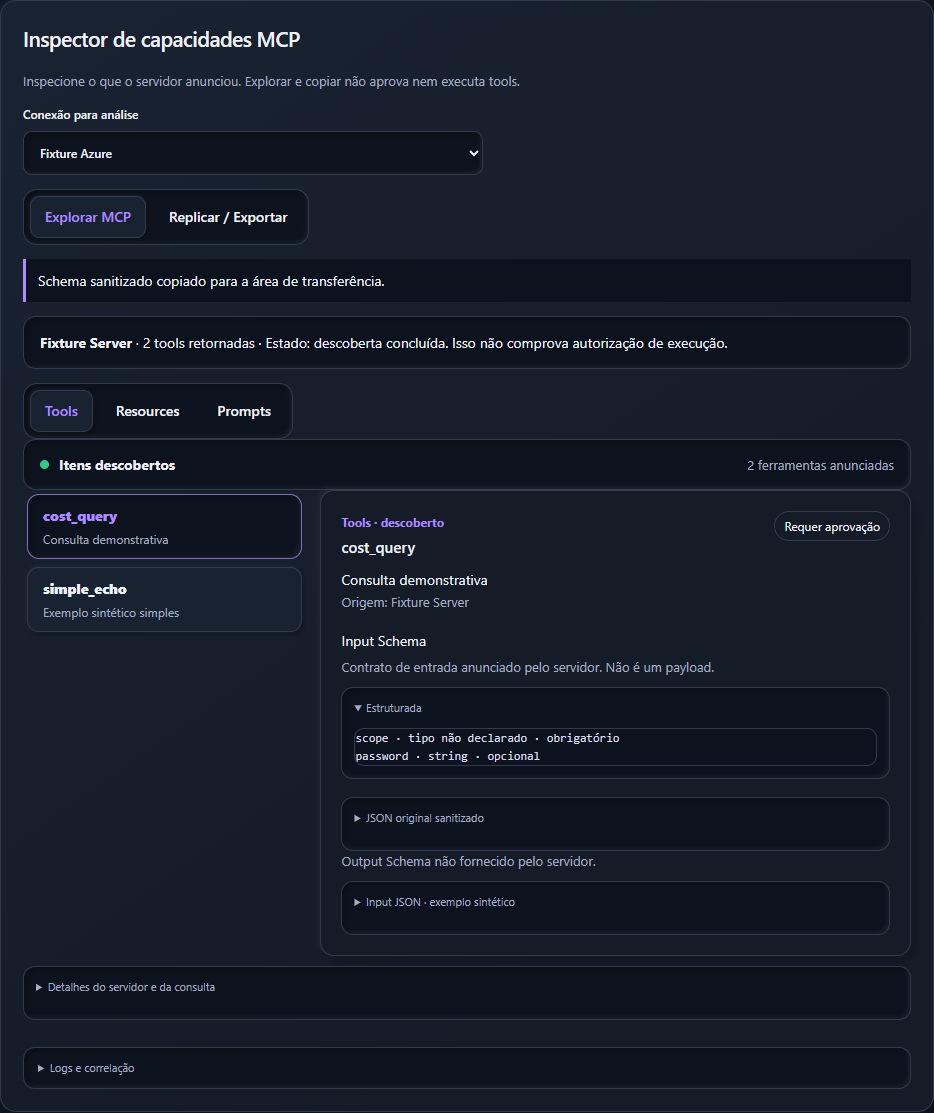 Inspector de capacidades MCP
Inspecione o que o servidor anunciou. Explorar e copiar não aprova nem executa tools.
Conexão para análise
Fixture Azure
Explorar MCP
Replicar / Exportar
Schema sanitizado copiado para a área de transferência.
Fixture Server · 2 tools retornadas · Estado: descoberta concluída. Isso não comprova autorização de execução.
Tools
Resources
Prompts
Itens descobertos
2 ferramentas anunciadas
cost_query
Consulta demonstrativa
simple_echo
Exemplo sintético simples
Tools · descoberto
Requer aprovação
cost_query
Consulta demonstrativa
Origem: Fixture Server
Input Schema
Contrato de entrada anunciado pelo servidor. Não é um payload.
▼ Estruturada
scope · tipo não declarado · obrigatório
password · string · opcional
▶ JSON original sanitizado
Output Schema não fornecido pelo servidor.
▶ Input JSON · exemplo sintético
▶ Detalhes do servidor e da consulta
▶ Logs e correlação